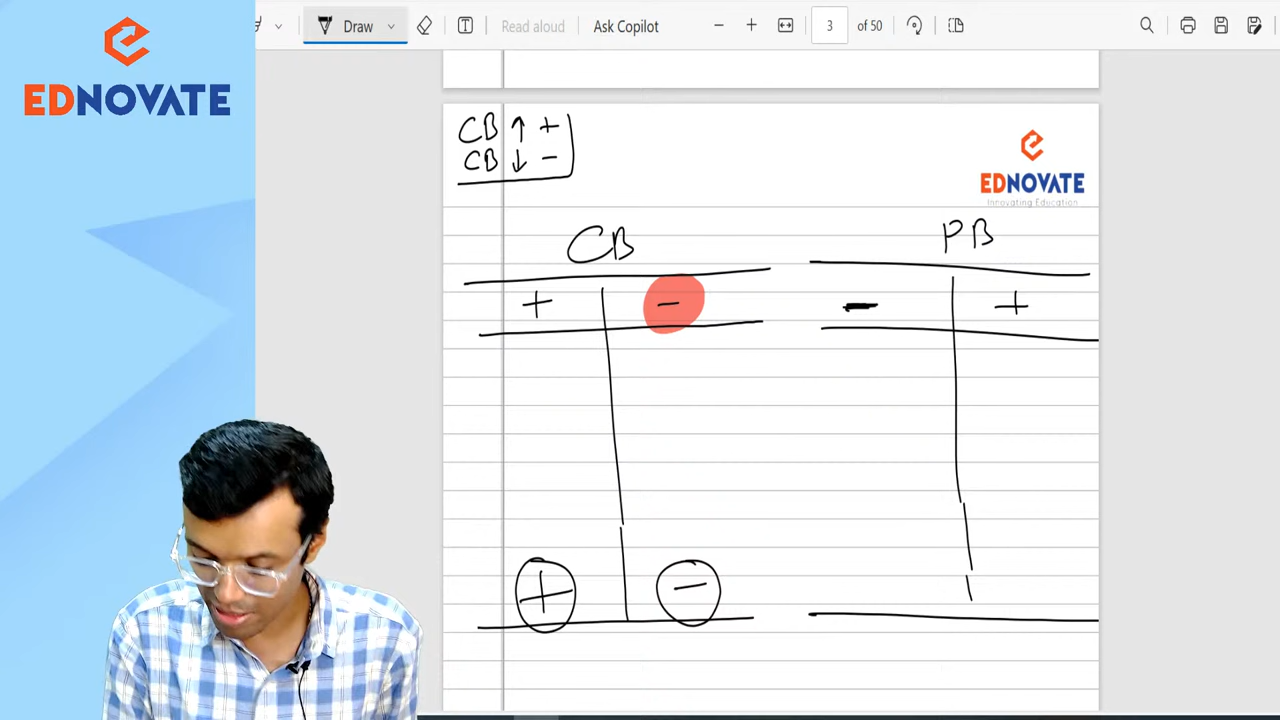 Draw
Read aloud
Ask Copilot
3 of 50
EDNOVATE
CB ↑ +
CB ↓ -
EDNOVATE
Innovating Education
CB
PB
+ -
- +
+ -